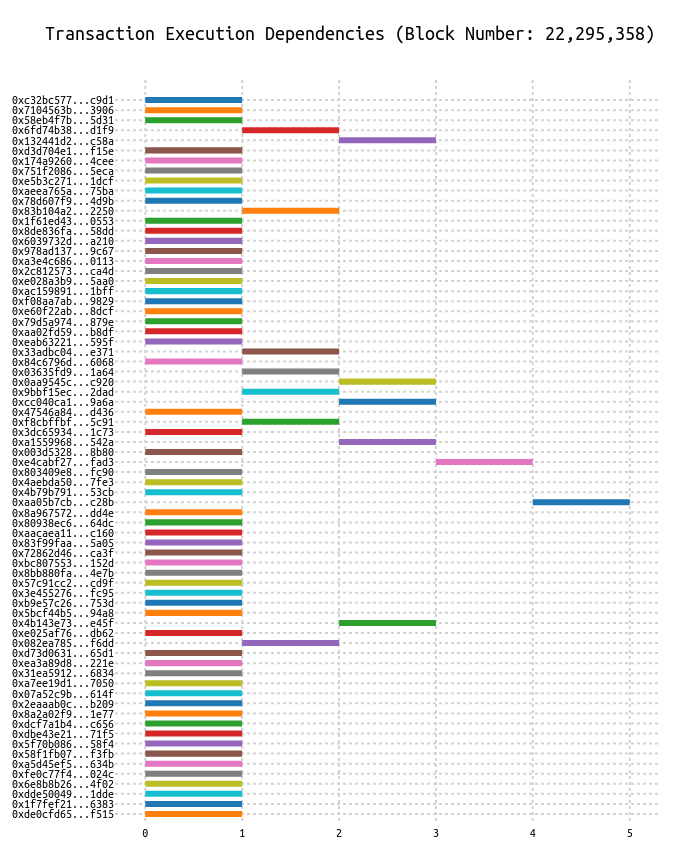 Transaction Execution Dependencies (Block Number: 22,295,358)
0xc32bc577...c9d1
0x7104563b...3906
0x58eb4f7b...5d31
0x6fd74b38...d1f9
0x132441d2...c58a
0xd3d704e1...f15e
0x174a9260...4cee
0x751f2086...5eca
0xe5b3c271...1dcf
0xaeea765a...75ba
0x78d607f9...4d9b
0x83b104a2...2250
0x1f61ed43...0553
0x8de836fa...58dd
0x6039732d...a210
0x978ad137...9c67
0xa3e4c686...0113
0x2c812573...ca4d
0xe028a3b9...5aa0
0xac159891...1bff
0xf08aa7ab...9829
0xe60f22ab...8dcf
0x79d5a974...879e
0xaa02fd59...b8df
0xeab63221...595f
0x33adbc04...e371
0x84c6796d...6068
0x03635fd9...1a64
0x0aa9545c...c920
0x9bbf15ec...2dad
0xcc040ca1...9a6a
0x47546a84...d436
0xf8cbffbf...5c91
0x3dc65934...1c73
0xa1559968...542a
0x003d5328...8b80
0xe4cabf27...fad3
0x803409e8...fc90
0x4aebda50...7fe3
0x4b79b791...53cb
0xaa05b7cb...c28b
0x8a967572...dd4e
0x80938ec6...64dc
0xaacaea11...c160
0x83f99faa...5a05
0x72862d46...ca3f
0xbc807553...152d
0x8bb880fa...4e7b
0x57c91cc2...cd9f
0x3e455276...fc95
0xb9e57c26...753d
0x5bcf44b5...94a8
0x4b143e73...e45f
0xe025af76...db62
0x082ea785...f6dd
0xd73d0631...65d1
0xea3a89d8...221e
0x31ea5912...6834
0xa7ee19d1...7050
0x07a52c9b...614f
0x2eaaab0c...b209
0x8a2a02f9...1e77
0xdcf7a1b4...c656
0xdbe43e21...71f5
0x5f70b086...58f4
0x58f1fb07...f3fb
0xa5d45ef5...634b
0xfe0c77f4...024c
0x6e8b8b26...4f02
0xdde50049...1dde
0x1f7fef21...6383
0xde0cfd65...f515
0 1 2 3 4 5